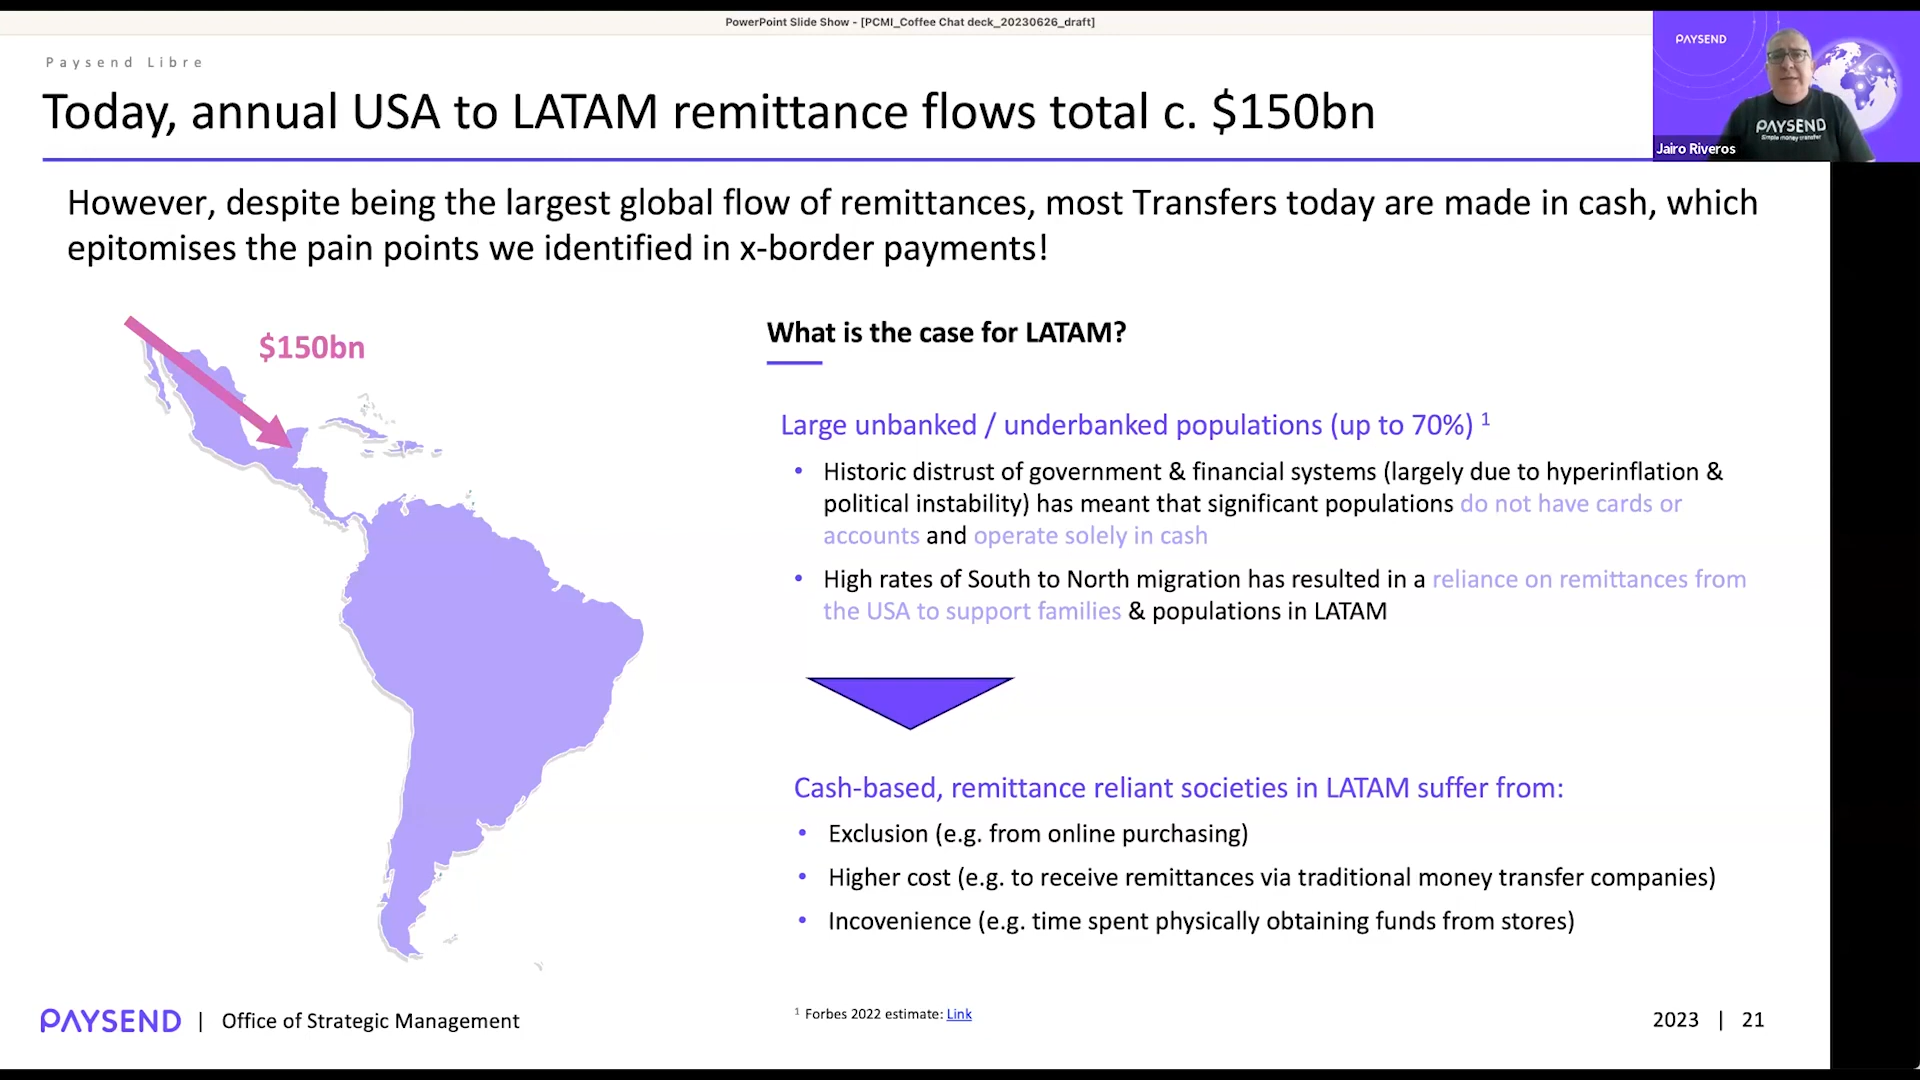 PowerPoint Slide Show - [PCMI_Coffee Chat deck_20230626_draft]
Paysend Libre
Today, annual USA to LATAM remittance flows total c. $150bn
PAYSEND
PAYSEND
Simple money transfer
Jairo Riveros
However, despite being the largest global flow of remittances, most Transfers today are made in cash, which
epitomises the pain points we identified in x-border payments!
$150bn
What is the case for LATAM?
Large unbanked / underbanked populations (up to 70%) 1
• Historic distrust of government & financial systems (largely due to hyperinflation &
political instability) has meant that significant populations do not have cards or
accounts and operate solely in cash
• High rates of South to North migration has resulted in a reliance on remittances from
the USA to support families & populations in LATAM
Cash-based, remittance reliant societies in LATAM suffer from:
• Exclusion (e.g. from online purchasing)
• Higher cost (e.g. to receive remittances via traditional money transfer companies)
• Incovenience (e.g. time spent physically obtaining funds from stores)
PAYSEND | Office of Strategic Management
1 Forbes 2022 estimate: Link
2023 | 21